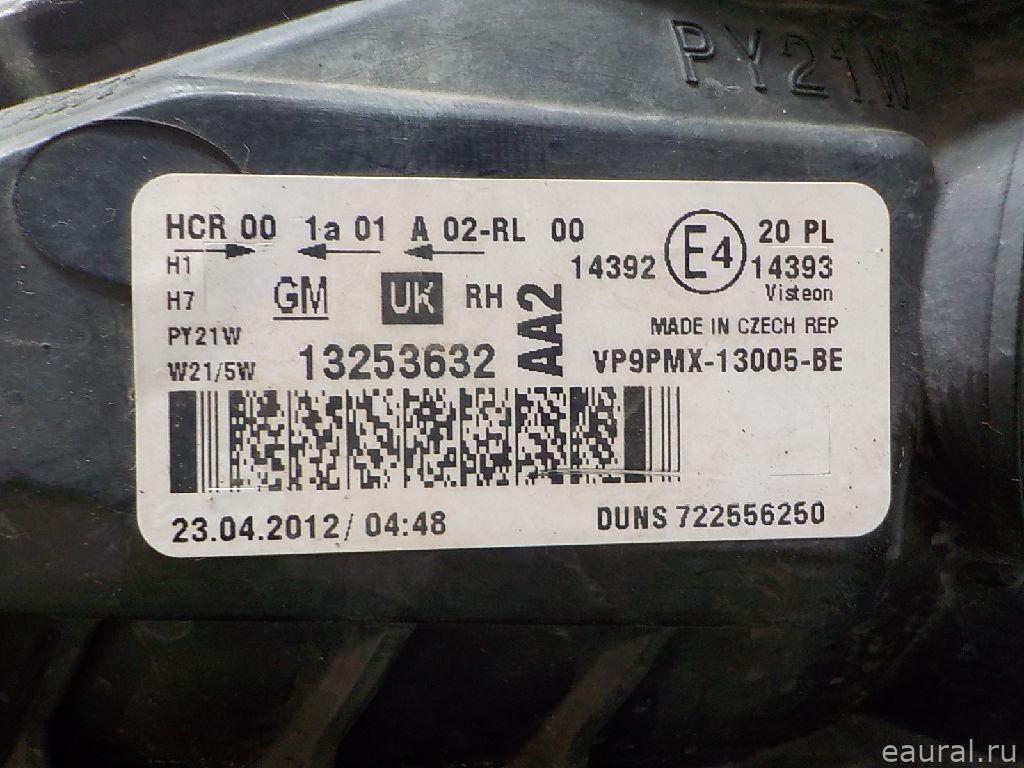 PY21W
HCR 00 1a 01 A 02-RL 00
20 PL
E4
14392
14393
H1
H7
GM
UK
RH
AA2
Visteon
MADE IN CZECH REP
PY21W
W21/5W
13253632
VP9PMX-13005-BE
23.04.2012/ 04:48
DUNS 722556250
eaural.ru